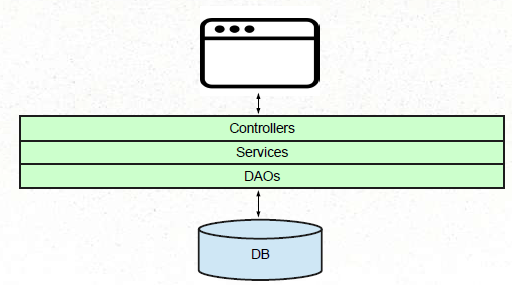 Controllers
Services
DAOs
DB